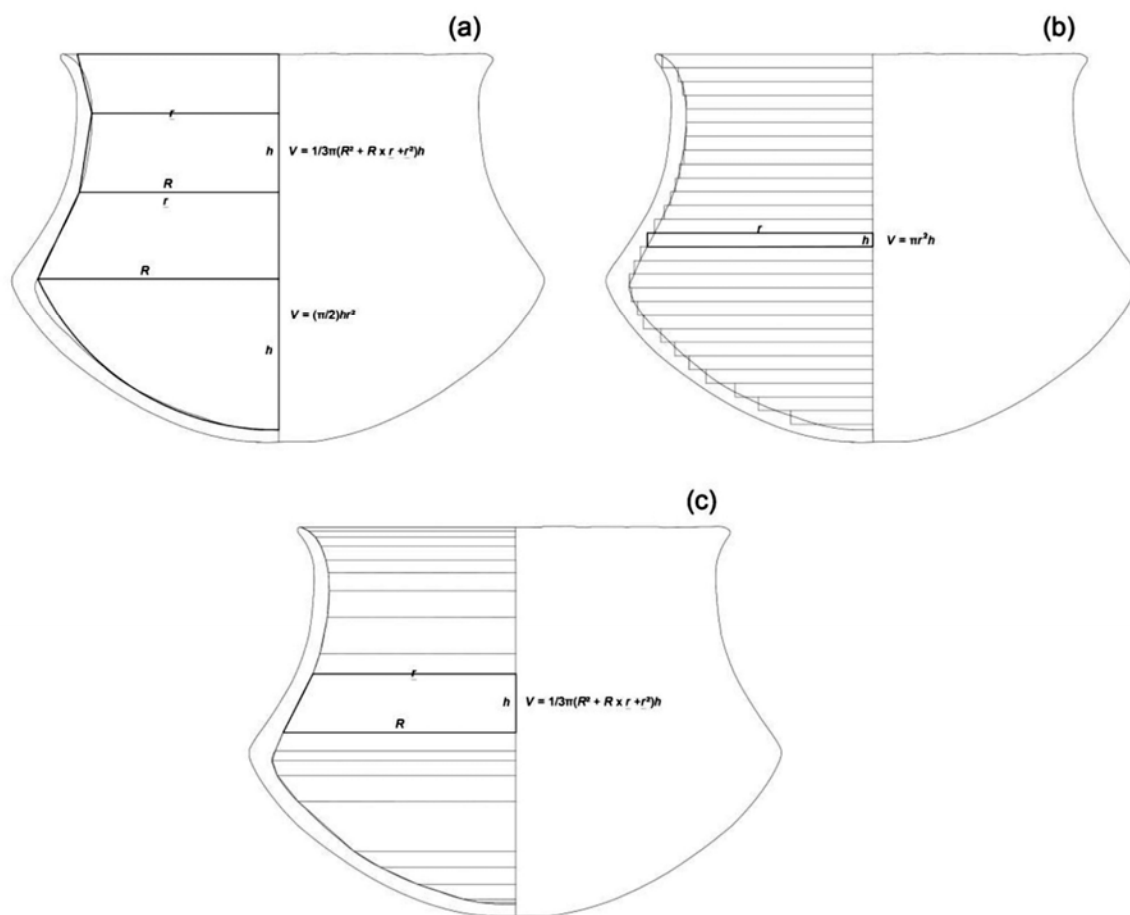 (a)
r
h V = 1/3π(R² + R x r +r²)h
R
r
R
V = (π/2)hr²
h
(b)
r
h V = πr²h
(c)
r
h V = 1/3π(R² + R x r +r²)h
R